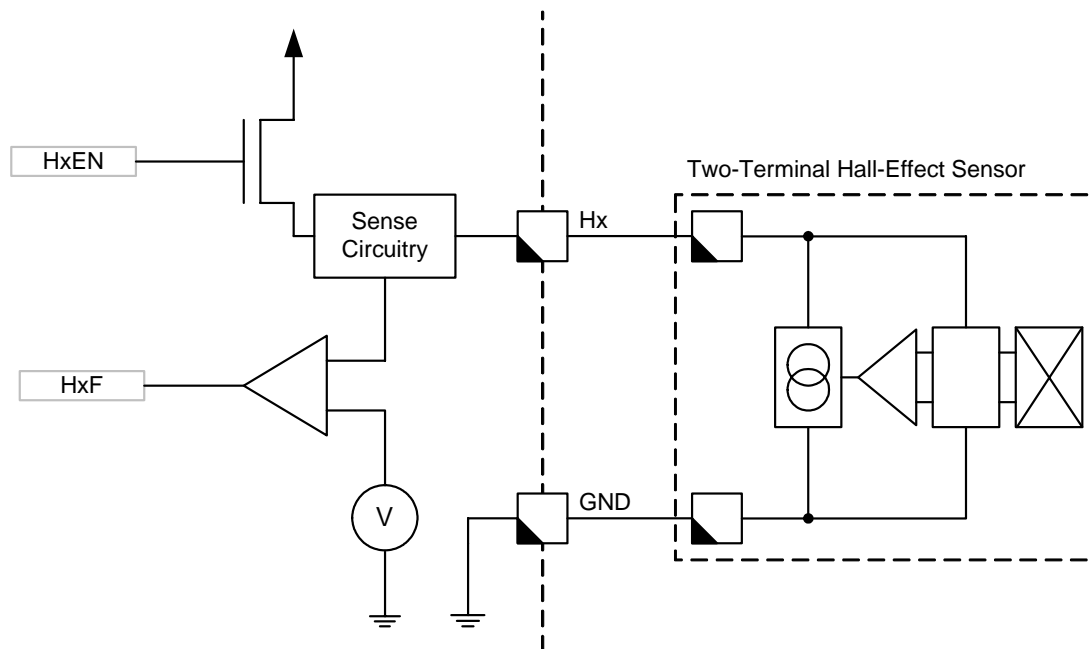 HxEN
Two-Terminal Hall-Effect Sensor
Sense
Circuitry
Hx
HxF
GND
V